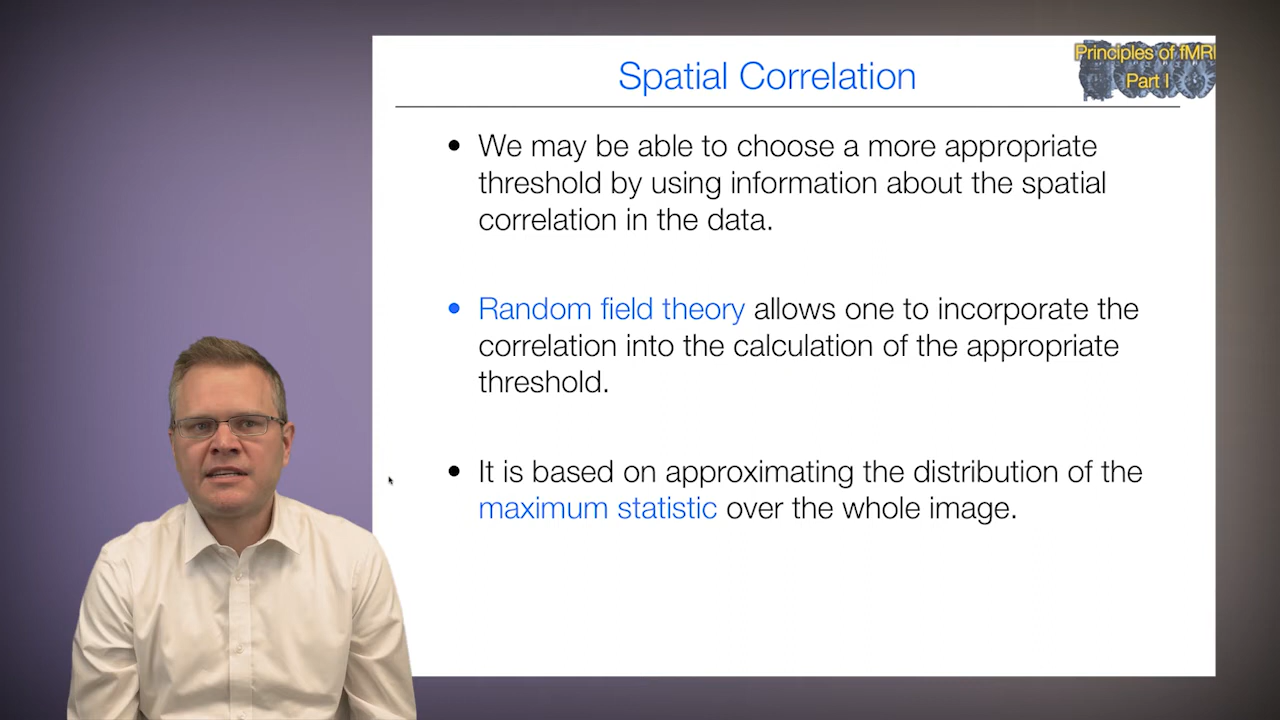 Spatial Correlation
Principles of fMRI
Part I
• We may be able to choose a more appropriate
threshold by using information about the spatial
correlation in the data.
• Random field theory allows one to incorporate the
correlation into the calculation of the appropriate
threshold.
• It is based on approximating the distribution of the
maximum statistic over the whole image.